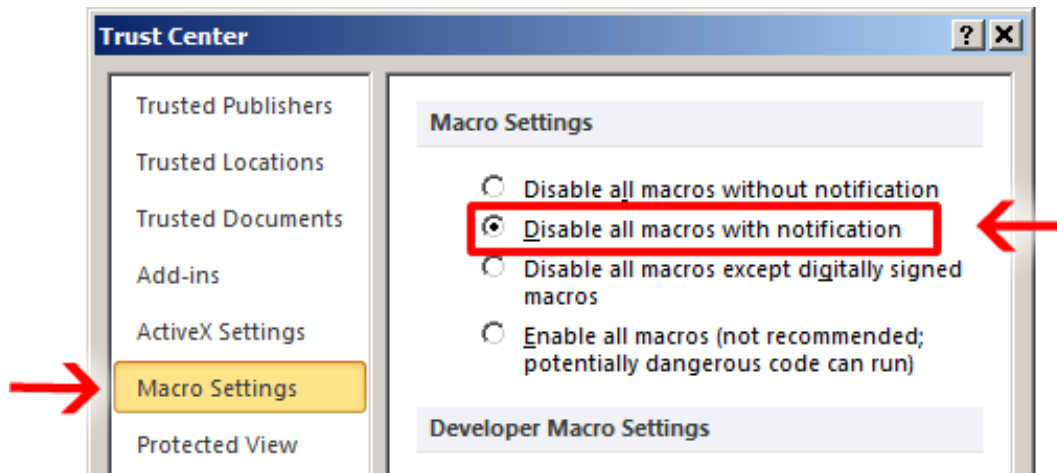 Trust Center
Trusted Publishers
Trusted Locations
Trusted Documents
Add-ins
ActiveX Settings
Macro Settings
Protected View
Macro Settings
Disable all macros without notification
Disable all macros with notification
Disable all macros except digitally signed
macros
Enable all macros (not recommended;
potentially dangerous code can run)
Developer Macro Settings